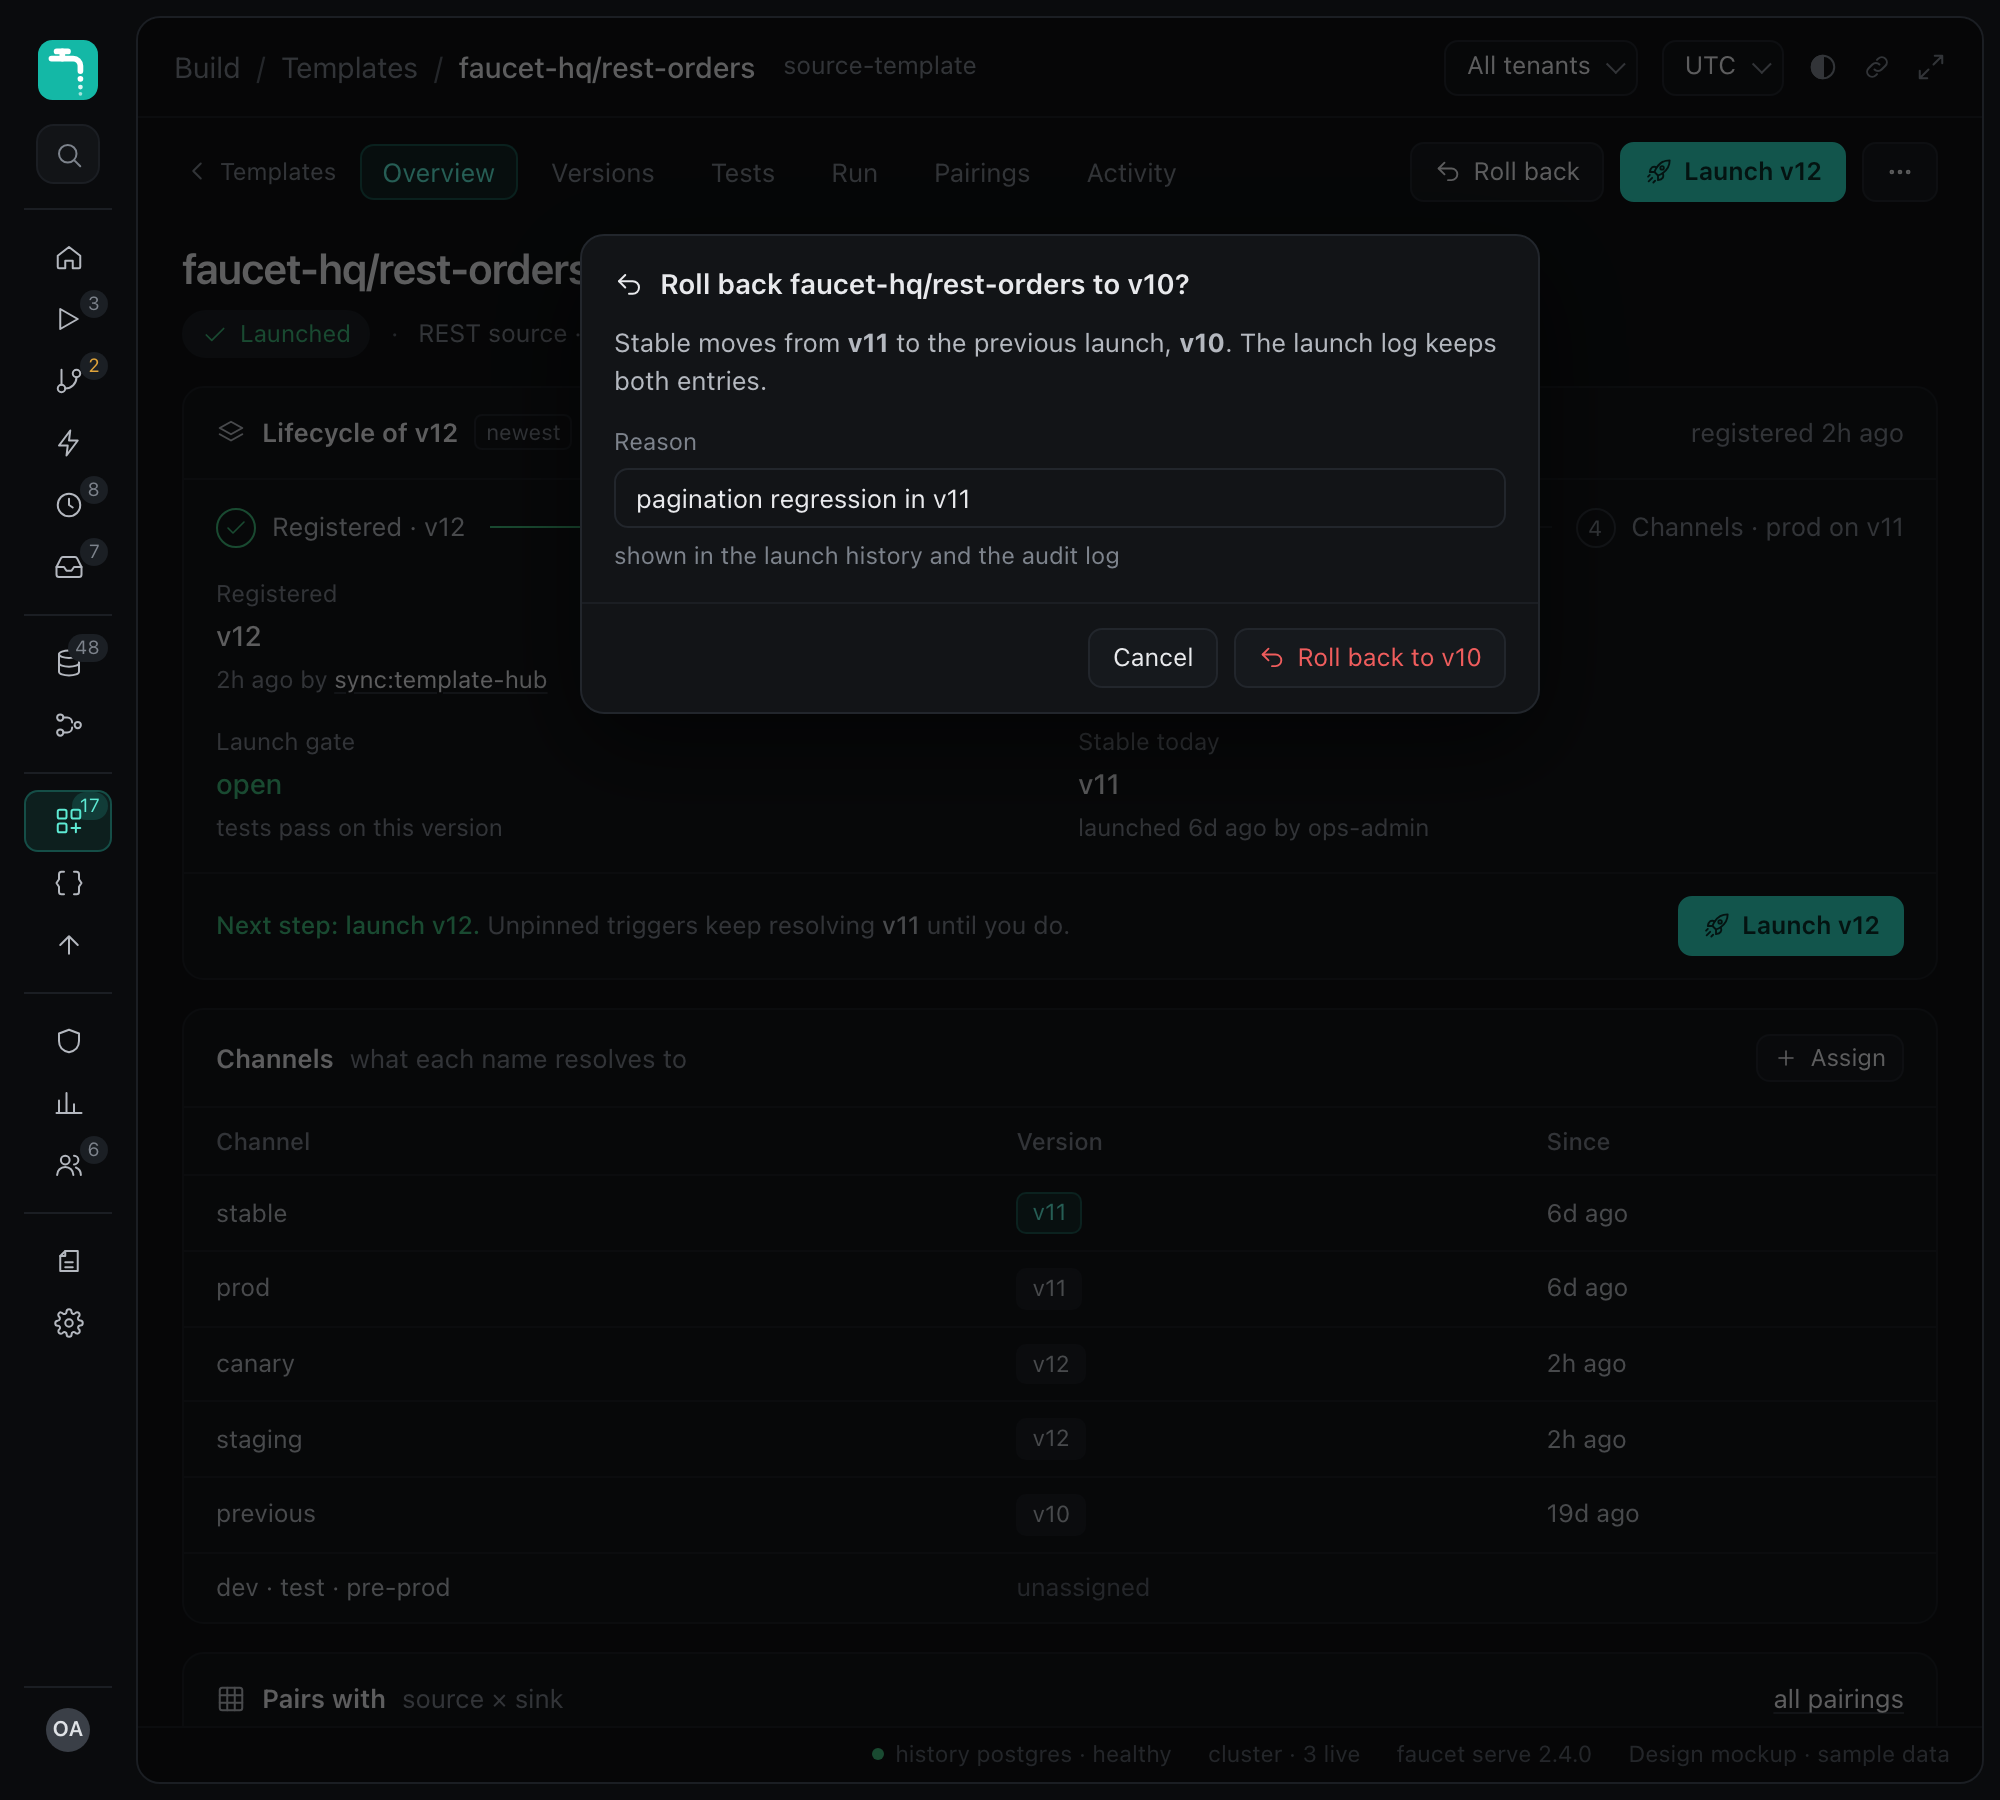 Build / Templates / faucet-hq/rest-orders source-template
All tenants
UTC
Templates
Overview
Versions
Tests
Run
Pairings
Activity
Roll back
Launch v12
faucet-hq/rest-orders
Launched · REST source ·
Roll back faucet-hq/rest-orders to v10?
Stable moves from v11 to the previous launch, v10. The launch log keeps
both entries.
Reason
pagination regression in v11
shown in the launch history and the audit log
Cancel
Roll back to v10
Lifecycle of v12 newest
registered 2h ago
Registered · v12
4 Channels · prod on v11
Registered
v12
2h ago by sync:template-hub
Launch gate
open
tests pass on this version
Stable today
v11
launched 6d ago by ops-admin
Next step: launch v12. Unpinned triggers keep resolving v11 until you do.
Launch v12
Channels what each name resolves to
Assign
Channel Version Since
stable v11 6d ago
prod v11 6d ago
canary v12 2h ago
staging v12 2h ago
previous v10 19d ago
dev · test · pre-prod unassigned
Pairs with source × sink
all pairings
history postgres · healthy cluster · 3 live faucet serve 2.4.0 Design mockup · sample data
3
2
8
7
48
17
6
OA